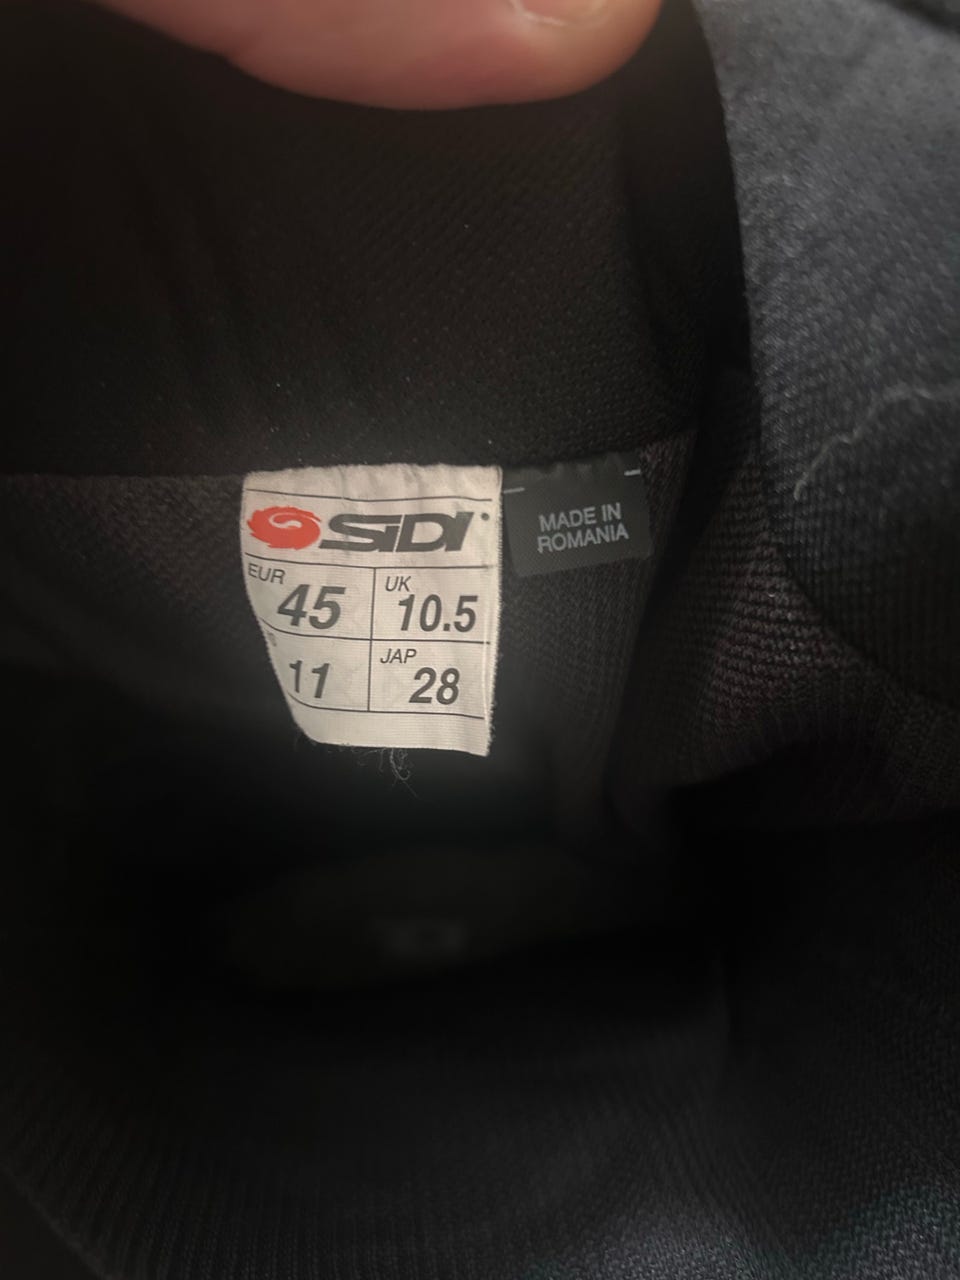 SIDI
MADE IN
ROMANIA
EUR 45
UK 10.5
11
JAP 28